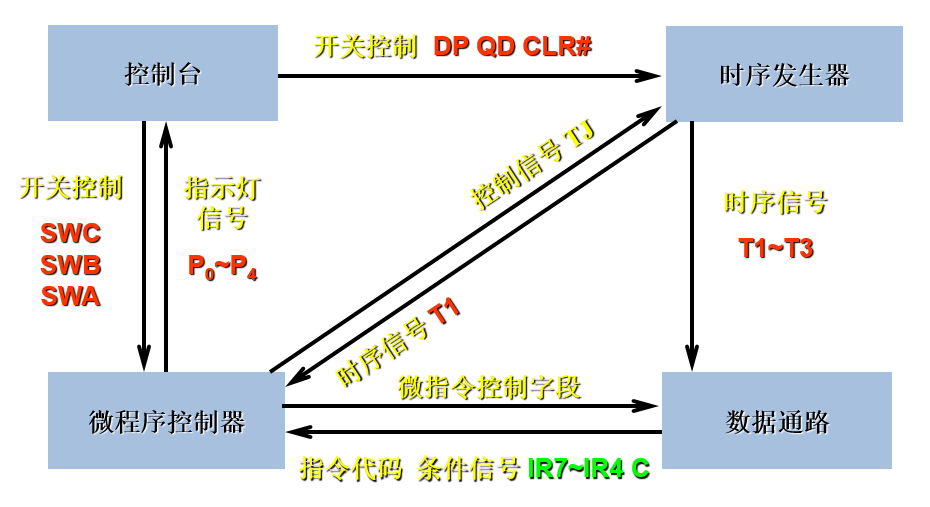 开关控制 DP QD CLR#
控制台
时序发生器
控制信号 TJ
开关控制
SWC
SWB
SWA
指示灯
信号
P₀~P₄
时序信号
T1~T3
时序信号 T1
微指令控制字段
微程序控制器
数据通路
指令代码 条件信号 IR7~IR4 C